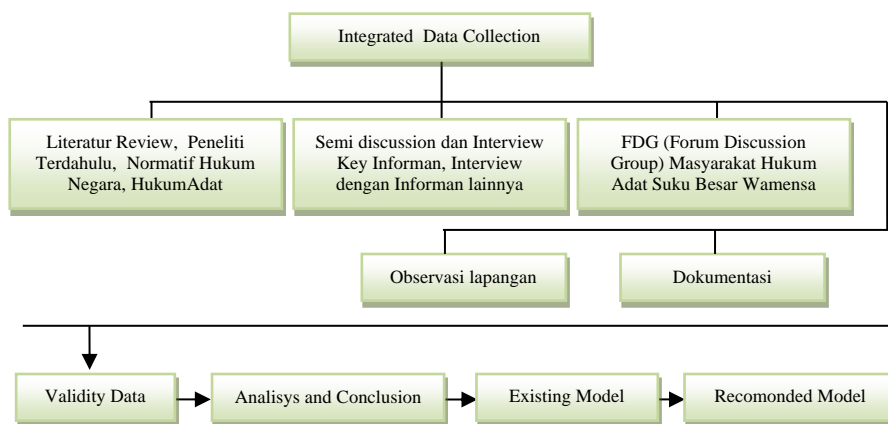 Integrated Data Collection
Literatur Review, Peneliti
Terdahulu, Normatif Hukum
Negara, HukumAdat
Semi discussion dan Interview
Key Informan, Interview
dengan Informan lainnya
FDG (Forum Discussion
Group) Masyarakat Hukum
Adat Suku Besar Wamensa
Observasi lapangan
Dokumentasi
Validity Data
Analisys and Conclusion
Existing Model
Recomonded Model